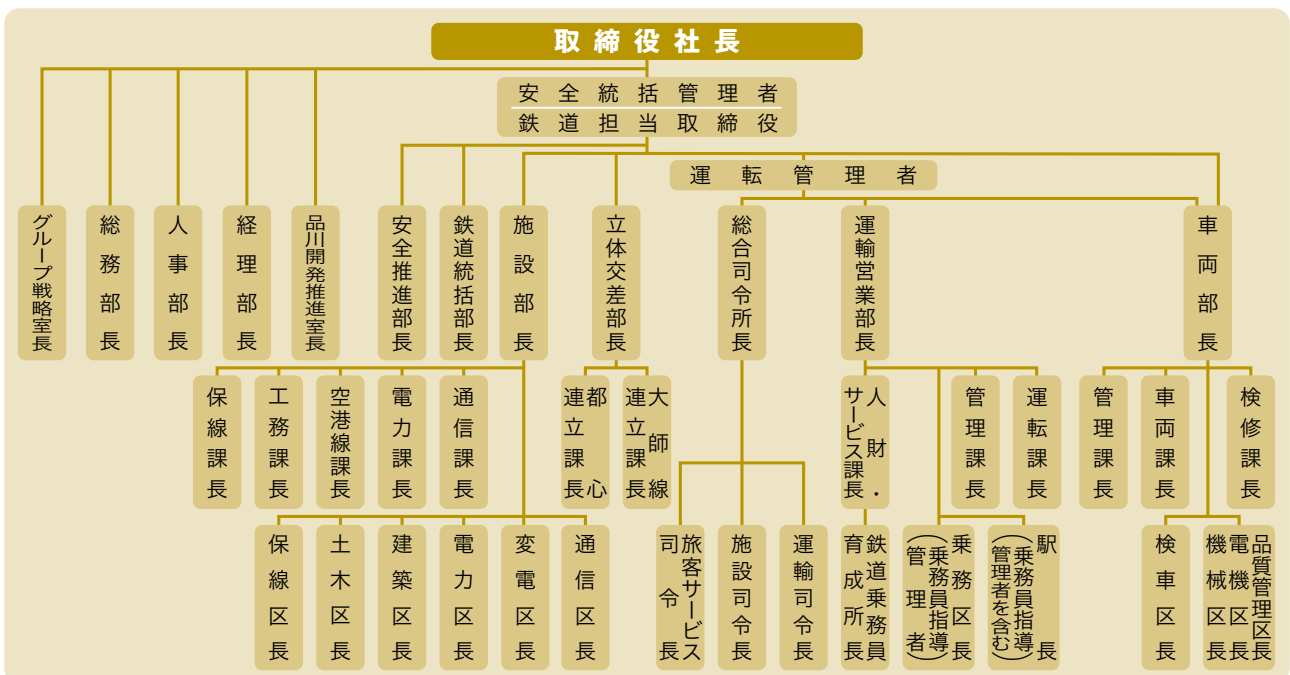 取締役社長
安全統括管理者
鉄道担当取締役
運転管理者
グループ戦略室長
総務部長
人事部長
経理部長
品川開発推進室長
安全推進部長
鉄道統括部長
施設部長
立体交差部長
総合司令所長
運輸営業部長
車両部長
保線課長
工務課長
空港線課長
電力課長
通信課長
都心
連立課長
大師線
連立課長
人財・
サービス課長
管理課長
運転課長
管理課長
車両課長
検修課長
保線区長
土木区長
建築区長
電力区長
変電区長
通信区長
旅客サービス
司令長
施設司令長
運輸司令長
鉄道乗務員
育成所長
乗務区長
(乗務員指導
管理者)
駅長
(乗務員指導
管理者を含む)
検車区長
品質管理区長
電機区長
機械区長